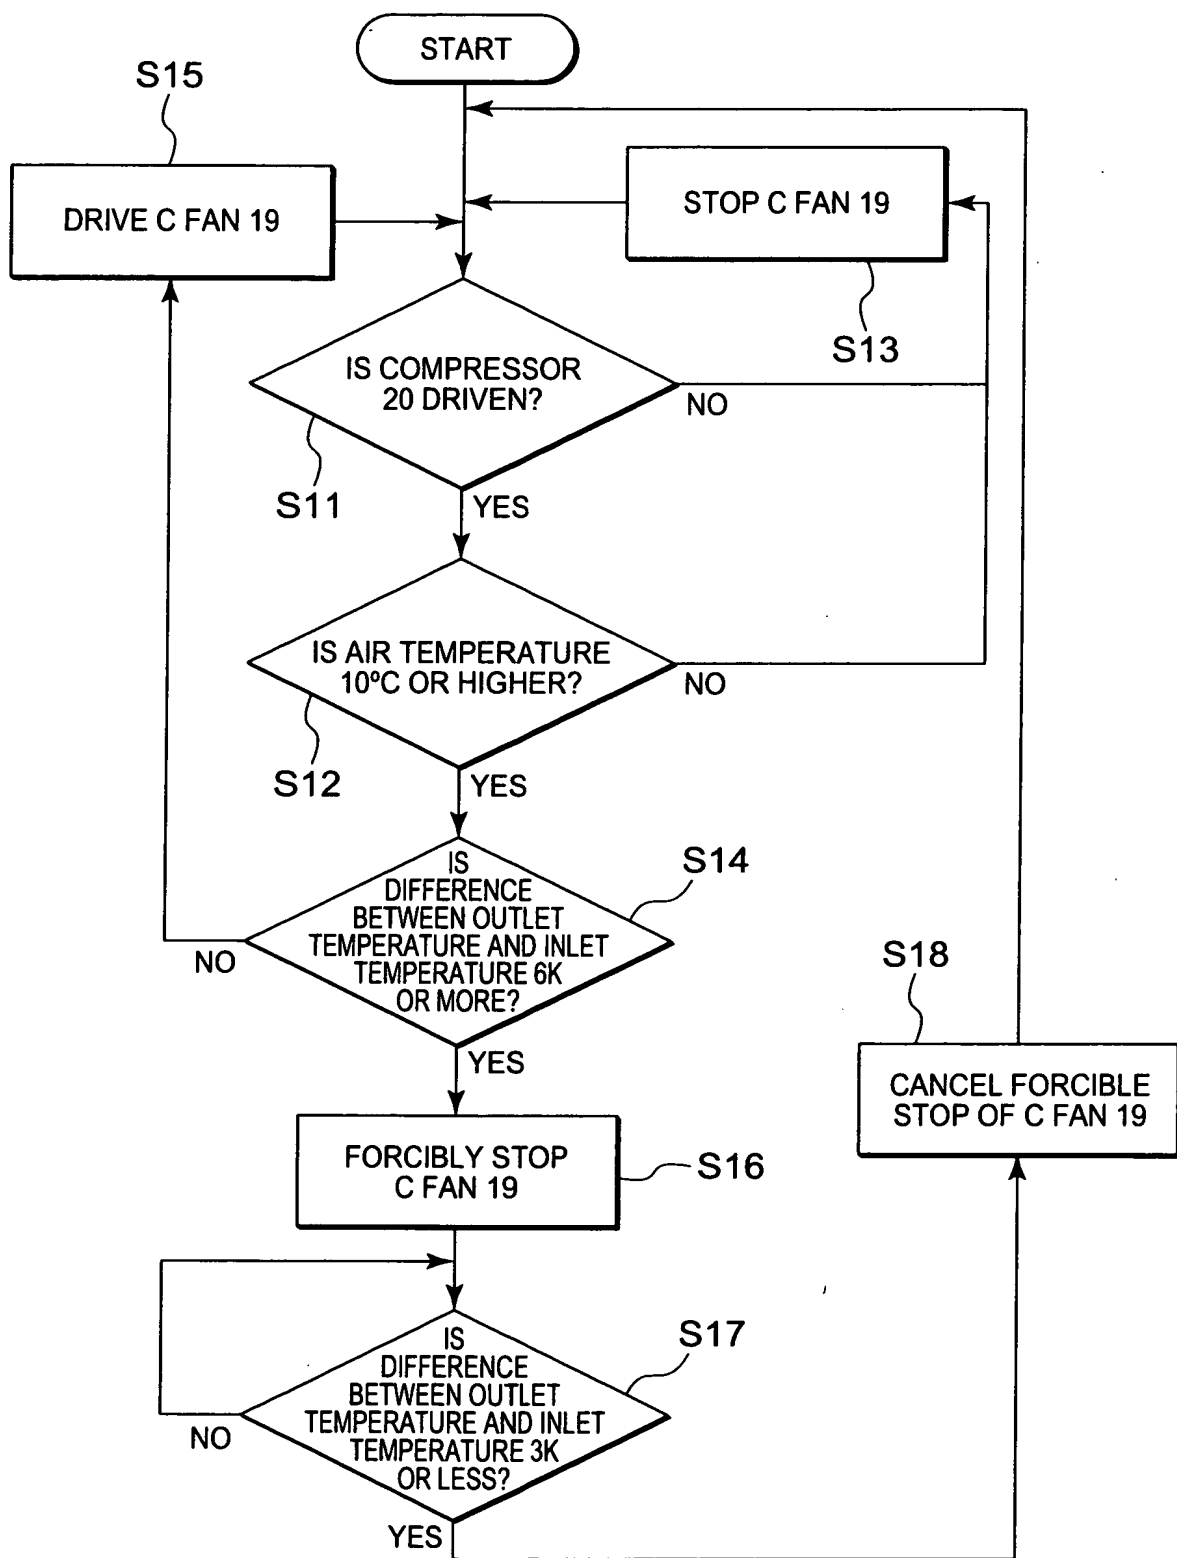 START
S15
DRIVE C FAN 19
STOP C FAN 19
S13
IS COMPRESSOR
20 DRIVEN?
NO
S11
YES
IS AIR TEMPERATURE
10ºC OR HIGHER?
NO
S12
YES
S14
IS
DIFFERENCE
BETWEEN OUTLET
TEMPERATURE AND INLET
TEMPERATURE 6K
OR MORE?
NO
YES
S18
CANCEL FORCIBLE
STOP OF C FAN 19
FORCIBLY STOP
C FAN 19
S16
S17
IS
DIFFERENCE
BETWEEN OUTLET
TEMPERATURE AND INLET
TEMPERATURE 3K
OR LESS?
NO
YES